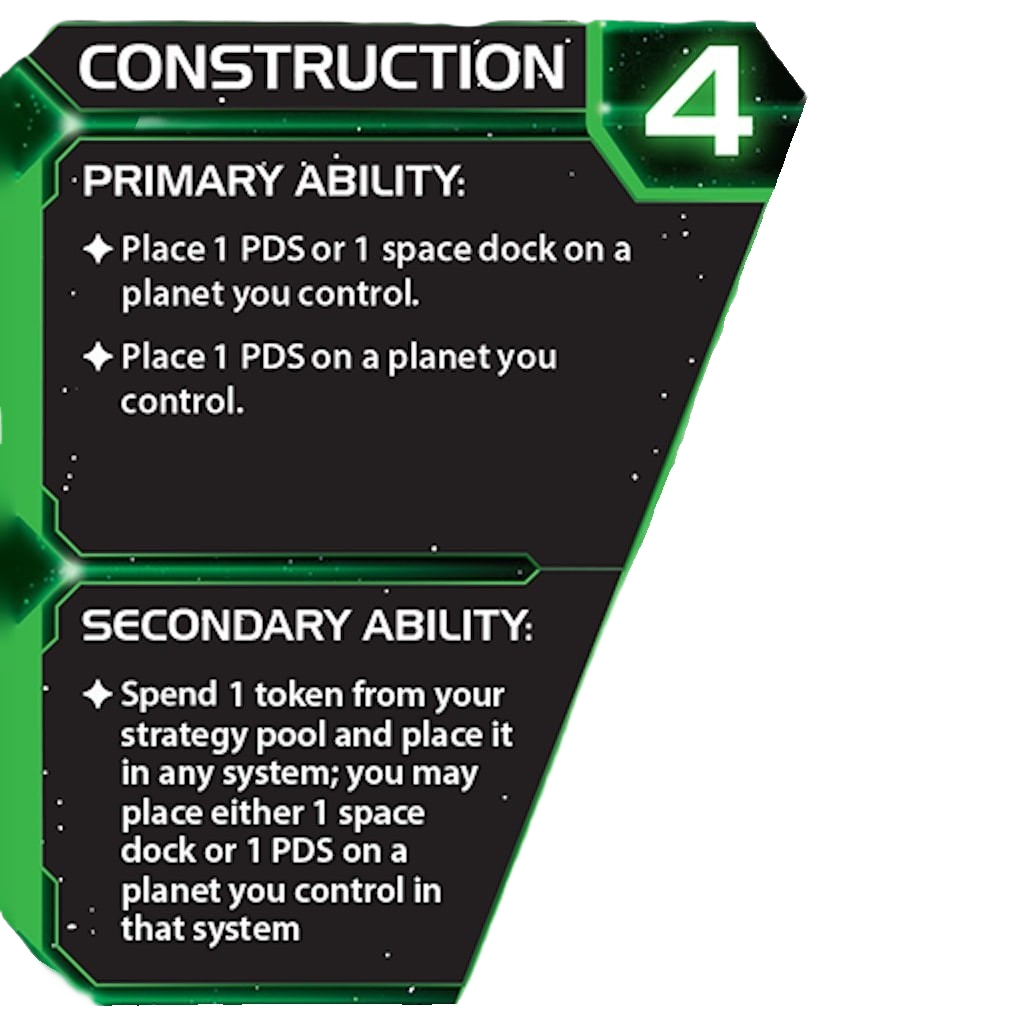 CONSTRUCTION
4
PRIMARY ABILITY:
Place 1 PDS or 1 space dock on a
planet you control.
Place 1 PDS on a planet you
control.
SECONDARY ABILITY:
Spend 1 token from your
strategy pool and place it
in any system; you may
place either 1 space
dock or 1 PDS on a
planet you control in
that system